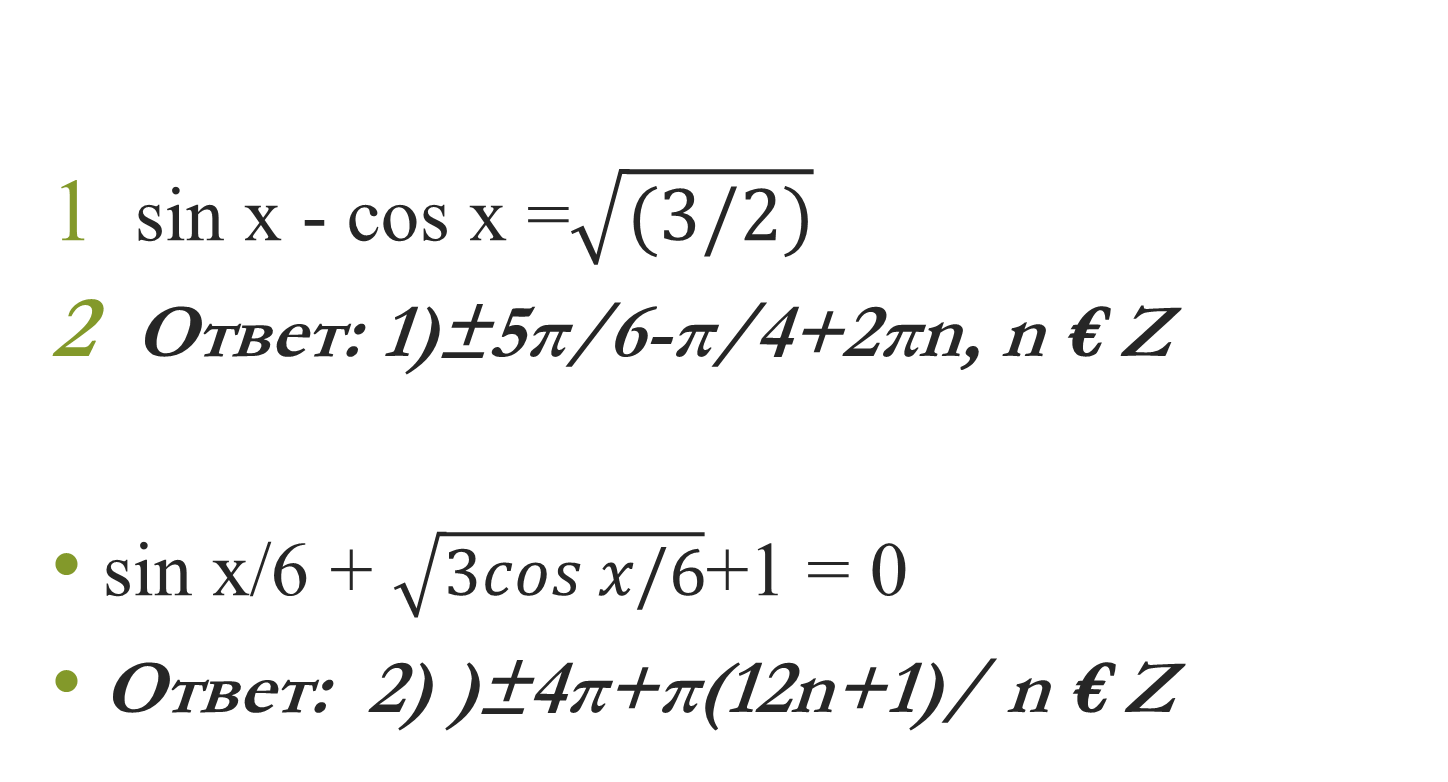 1 sin x - cos x =√(3/2)
2 Ответ: 1)±5π/6-π/4+2πn, n € Z
• sin x/6 + √3cos x/6+1 = 0
• Ответ: 2) )±4π+π(12n+1)/ n € Z